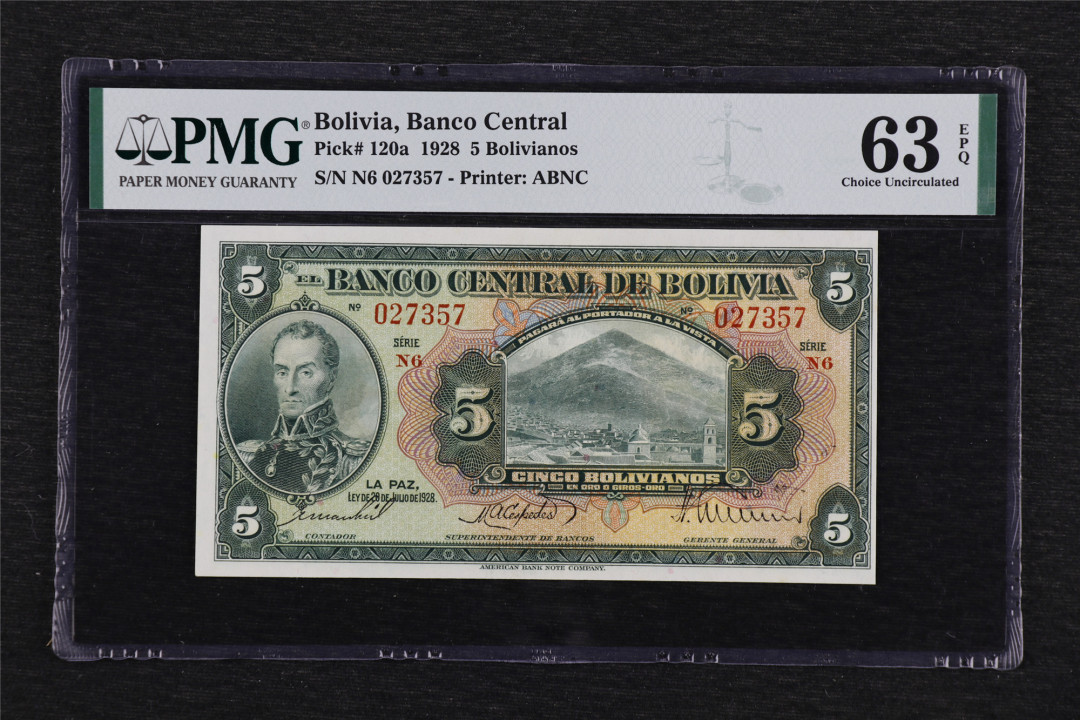 PMG®
PAPER MONEY GUARANTY
Bolivia, Banco Central
Pick# 120a 1928 5 Bolivianos
S/N N6 027357 - Printer: ABNC
63
EPQ
Choice Uncirculated
5 EL BANCO CENTRAL DE BOLIVIA 5
Nº 027357 Nº 027357
PAGARÁ AL PORTADOR A LA VISTA
SÉRIE SÉRIE
N6 N6
5 5
CINCO BOLIVIANOS
EN ORO O GIROS-ORO
LA PAZ,
LEY DE 20 DE JULIO DE 1928.
5 5
M A Cespedes
CONTADOR SUPERINTENDENTE DE BANCOS GERENTE GENERAL
AMERICAN BANK NOTE COMPANY.